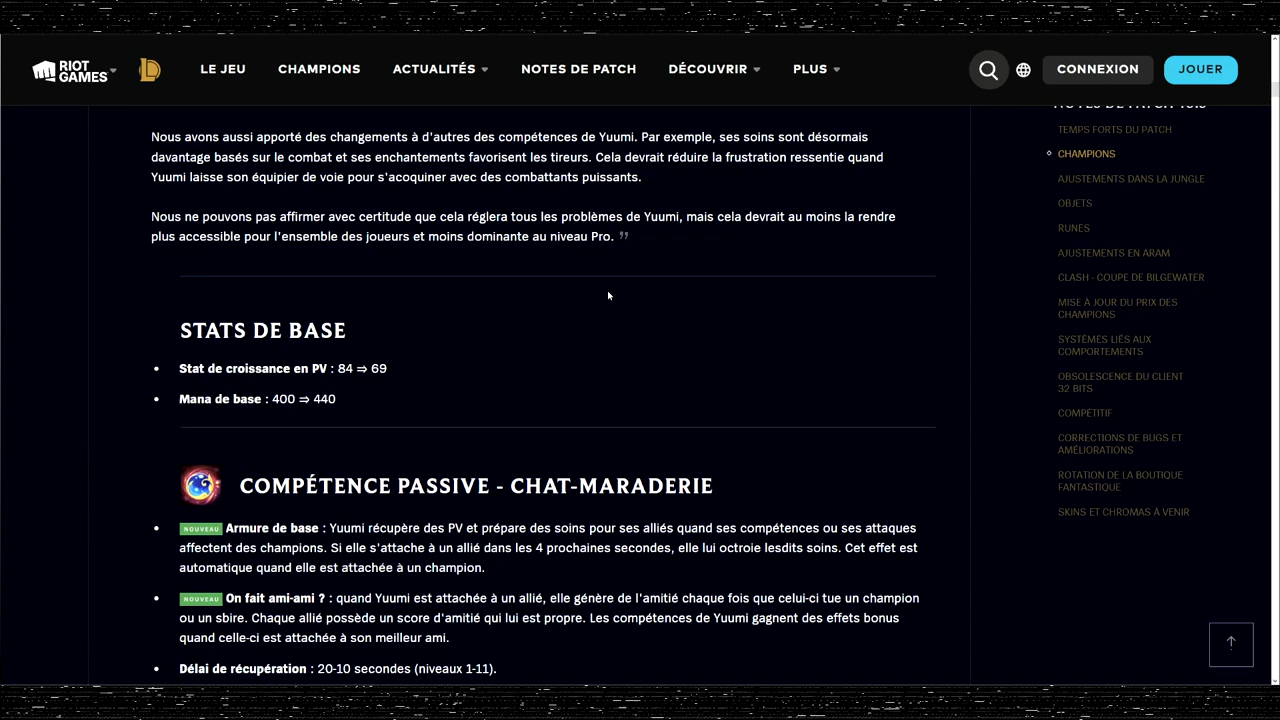 RIOT GAMES
LE JEU
CHAMPIONS
ACTUALITÉS
NOTES DE PATCH
DÉCOUVRIR
PLUS
CONNEXION
JOUER
Nous avons aussi apporté des changements à d'autres des compétences de Yuumi. Par exemple, ses soins sont désormais
davantage basés sur le combat et ses enchantements favorisent les tireurs. Cela devrait réduire la frustration ressentie quand
Yuumi laisse son équipier de voie pour s'acoquiner avec des combattants puissants.
Nous ne pouvons pas affirmer avec certitude que cela réglera tous les problèmes de Yuumi, mais cela devrait au moins la rendre
plus accessible pour l'ensemble des joueurs et moins dominante au niveau Pro. ”
STATS DE BASE
• Stat de croissance en PV : 84 ⇒ 69
• Mana de base : 400 ⇒ 440
COMPÉTENCE PASSIVE - CHAT-MARADERIE
• NOUVEAU Armure de base : Yuumi récupère des PV et prépare des soins pour ses alliés quand ses compétences ou ses attaques
affectent des champions. Si elle s'attache à un allié dans les 4 prochaines secondes, elle lui octroie lesdits soins. Cet effet est
automatique quand elle est attachée à un champion.
• NOUVEAU On fait ami-ami ? : quand Yuumi est attachée à un allié, elle génère de l'amitié chaque fois que celui-ci tue un champion
ou un sbire. Chaque allié possède un score d'amitié qui lui est propre. Les compétences de Yuumi gagnent des effets bonus
quand celle-ci est attachée à son meilleur ami.
• Délai de récupération : 20-10 secondes (niveaux 1-11).
TEMPS FORTS DU PATCH
CHAMPIONS
AJUSTEMENTS DANS LA JUNGLE
OBJETS
RUNES
AJUSTEMENTS EN ARAM
CLASH - COUPE DE BILGEWATER
MISE À JOUR DU PRIX DES
CHAMPIONS
SYSTÈMES LIÉS AUX
COMPORTEMENTS
OBSOLESCENCE DU CLIENT
32 BITS
COMPÉTITIF
CORRECTIONS DE BUGS ET
AMÉLIORATIONS
ROTATION DE LA BOUTIQUE
FANTASTIQUE
SKINS ET CHROMAS À VENIR